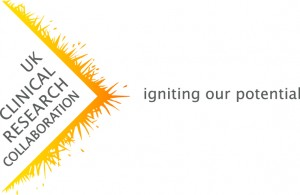 UK
CLINICAL
RESEARCH
COLLABORATION
igniting our potential